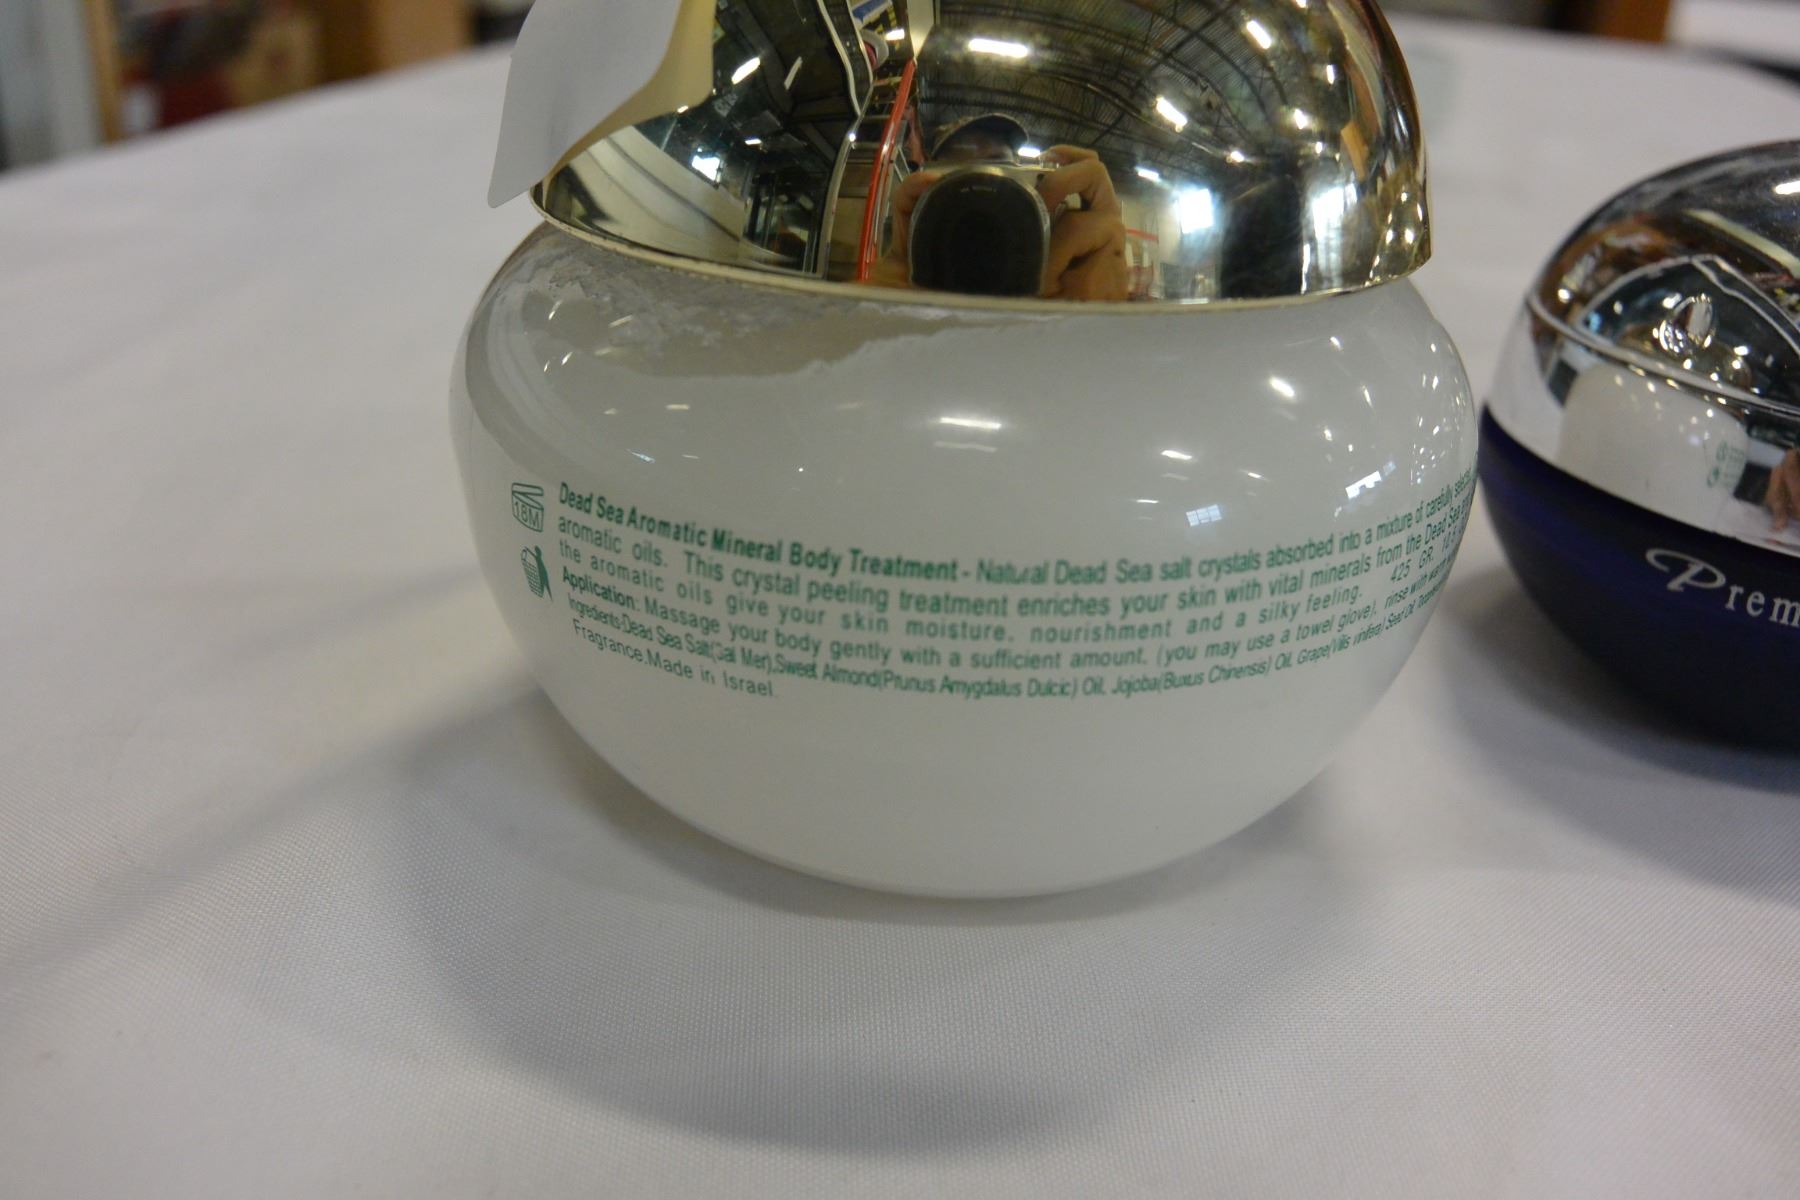 18M
Dead Sea Aromatic Mineral Body Treatment - Natural Dead Sea salt crystals absorbed into a mixture of carefully
aromatic oils. This crystal peeling treatment enriches your skin with vital minerals from the Dead Sea
the aromatic oils give your skin moisture, nourishment and a silky feeling. 425 GR.
Application: Massage your body gently with a sufficient amount, (you may use a towel glove), rinse with warm
Ingredients:Dead Sea Salt(Sal Mer),Sweet Almond(Prunus Amygdalus Dulcic) Oil, Jojoba(Buxus Chinensis) Oil, Grape(Vitis vinifera) Seed Oil,
Fragrance.Made in Israel.
Prem